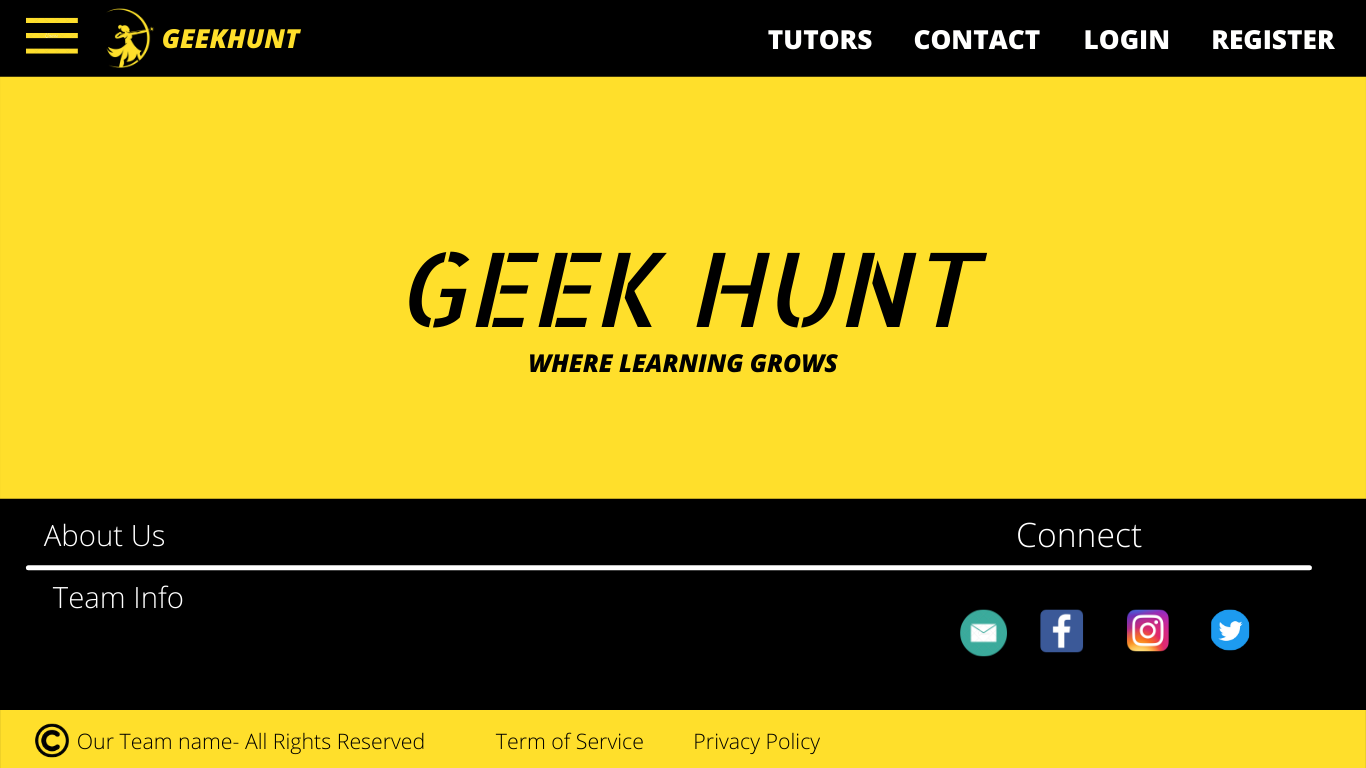 GEEKHUNT TUTORS CONTACT LOGIN REGISTER
GEEK HUNT
WHERE LEARNING GROWS
About Us Connect
Team Info
© Our Team name- All Rights Reserved Term of Service Privacy Policy